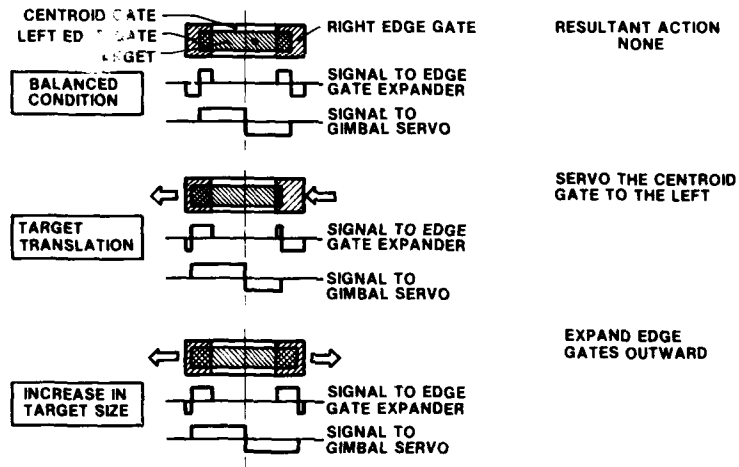 CENTROID GATE
LEFT GATE
RIGHT EDGE GATE
RESULTANT ACTION
NONE
BALANCED
CONDITION
SIGNAL TO EDGE
GATE EXPANDER
SIGNAL TO
GIMBAL SERVO
SERVO THE CENTROID
GATE TO THE LEFT
TARGET
TRANSLATION
SIGNAL TO EDGE
GATE EXPANDER
SIGNAL TO
GIMBAL SERVO
EXPAND EDGE
GATES OUTWARD
INCREASE IN
TARGET SIZE
SIGNAL TO EDGE
GATE EXPANDER
SIGNAL TO
GIMBAL SERVO